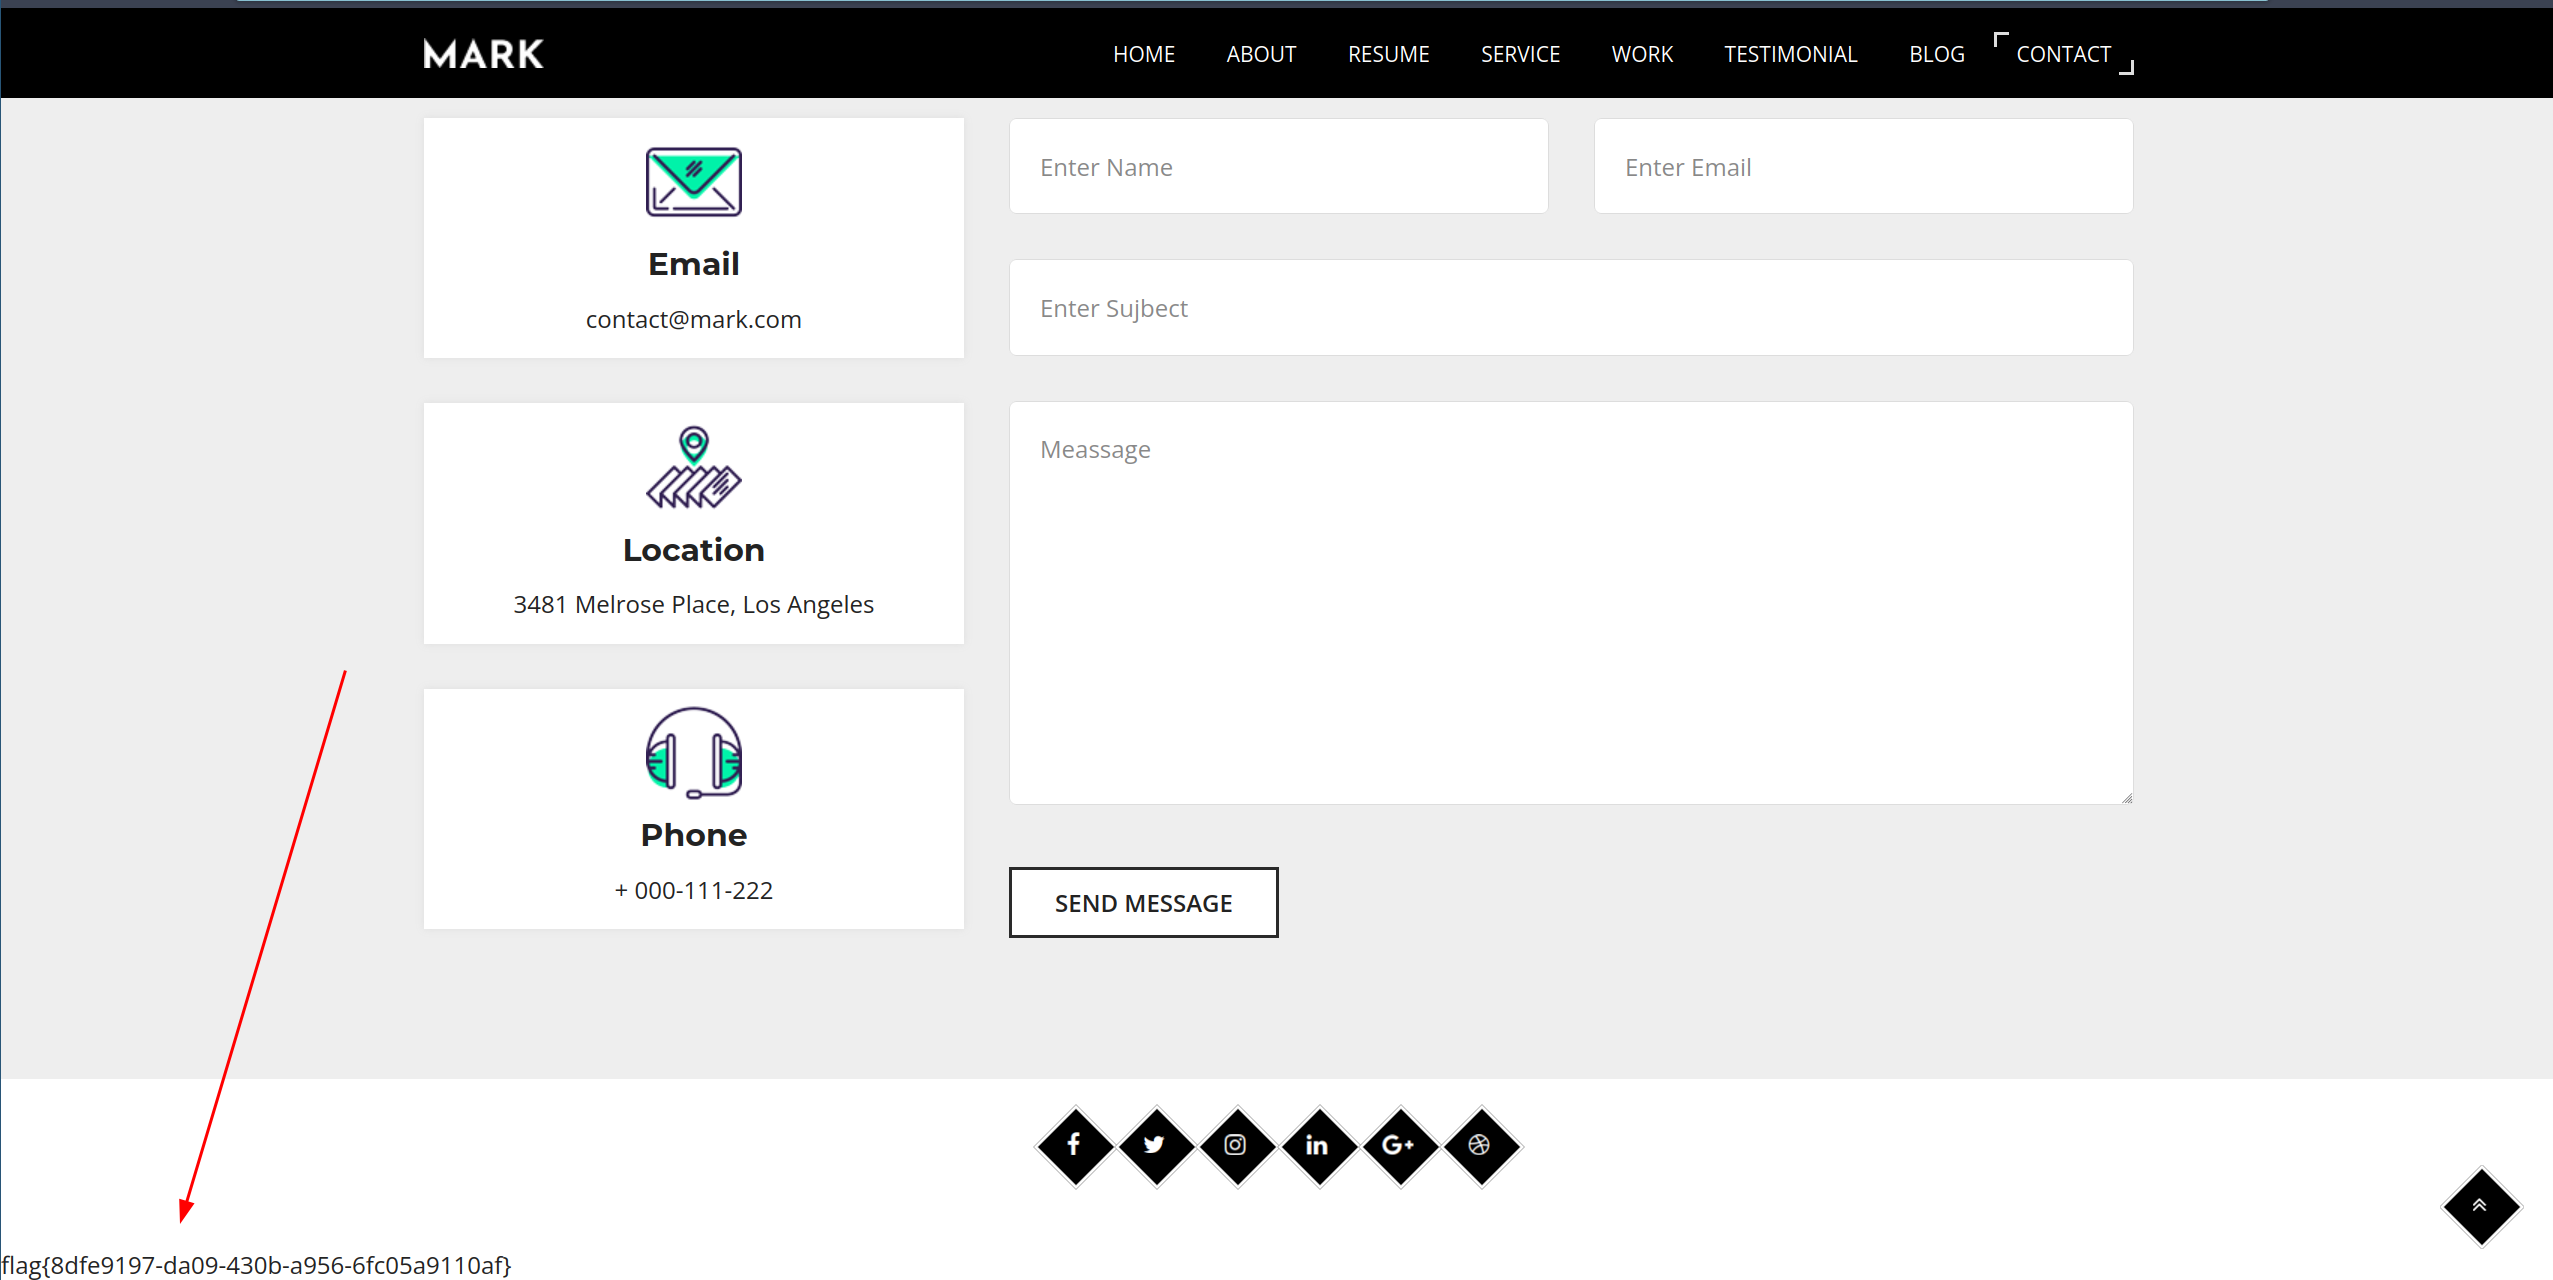 MARK
HOME ABOUT RESUME SERVICE WORK TESTIMONIAL BLOG CONTACT
Email
contact@mark.com
Location
3481 Melrose Place, Los Angeles
Phone
+ 000-111-222
Enter Name
Enter Email
Enter Sujbect
Meassage
SEND MESSAGE
flag{8dfe9197-da09-430b-a956-6fc05a9110af}